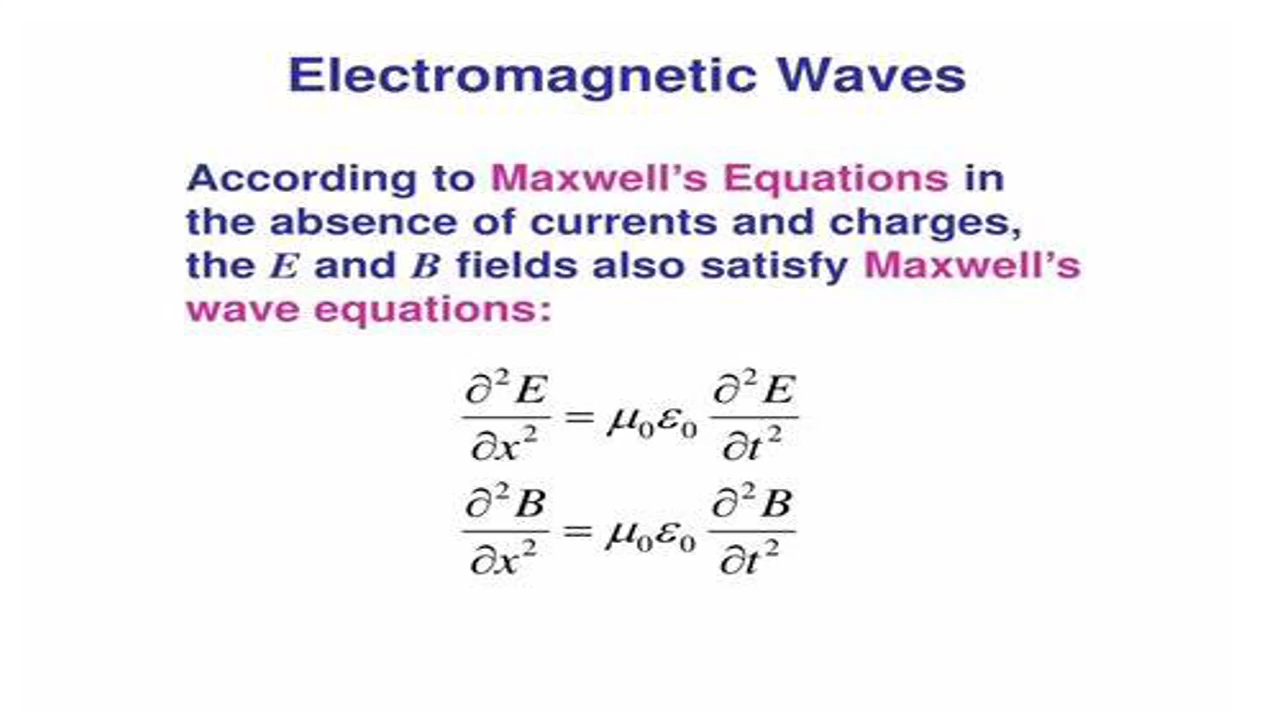 Electromagnetic Waves
According to Maxwell's Equations in
the absence of currents and charges,
the E and B fields also satisfy Maxwell's
wave equations:
∂²E/∂x² = μ₀ε₀ ∂²E/∂t²
∂²B/∂x² = μ₀ε₀ ∂²B/∂t²